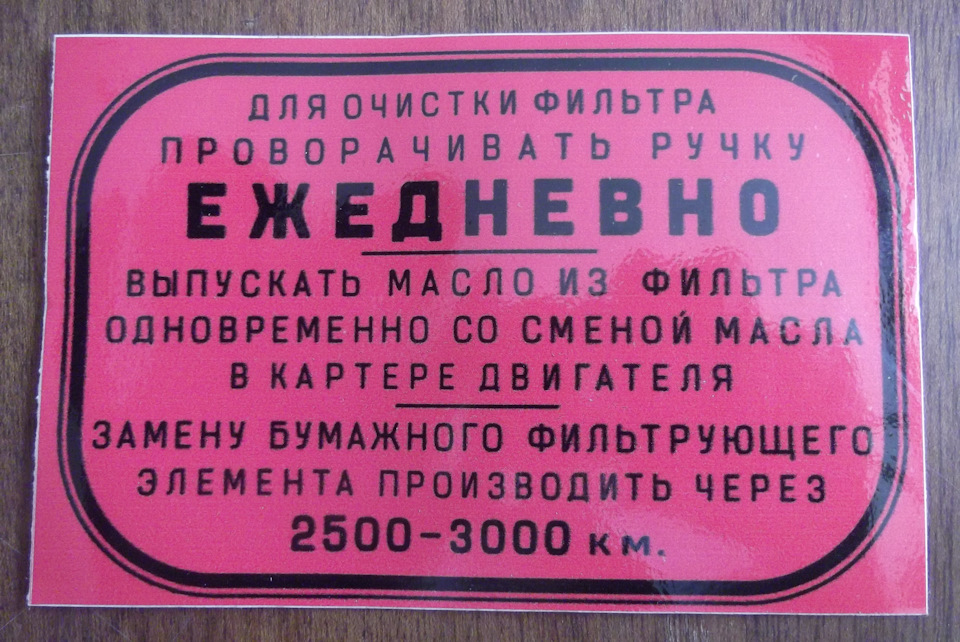 ДЛЯ ОЧИСТКИ ФИЛЬТРА
ПРОВОРАЧИВАТЬ РУЧКУ
ЕЖЕДНЕВНО
ВЫПУСКАТЬ МАСЛО ИЗ ФИЛЬТРА
ОДНОВРЕМЕННО СО СМЕНОЙ МАСЛА
В КАРТЕРЕ ДВИГАТЕЛЯ
ЗАМЕНУ БУМАЖНОГО ФИЛЬТРУЮЩЕГО
ЭЛЕМЕНТА ПРОИЗВОДИТЬ ЧЕРЕЗ
2500-3000 км.